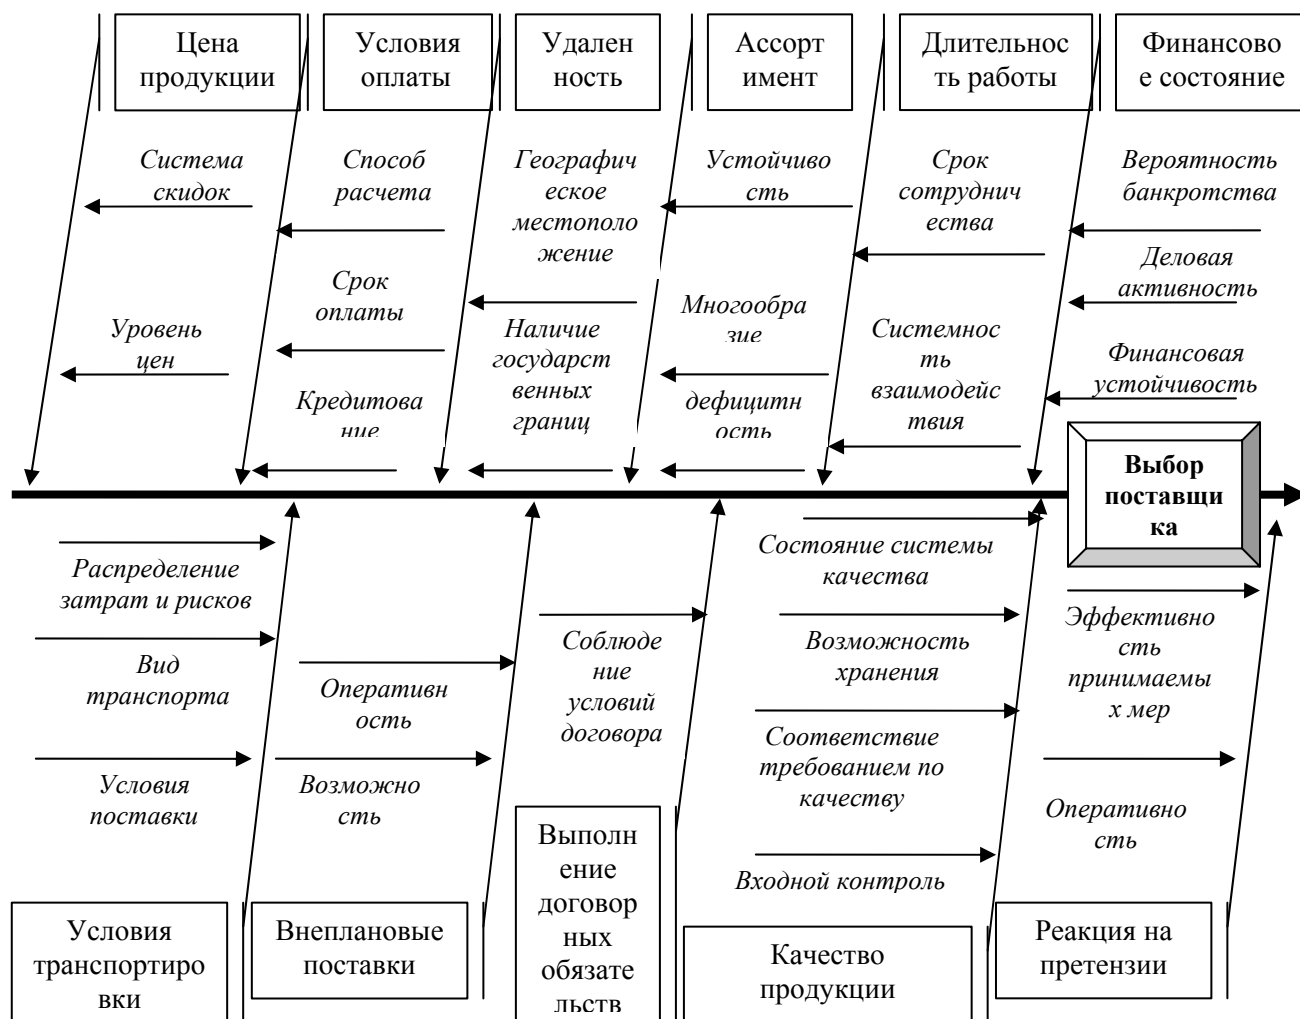 Цена
продукции
Условия
оплаты
Удален
ность
Ассорт
имент
Длительнос
ть работы
Финансово
е состояние
Система
скидок
Уровень
цен
Способ
расчета
Срок
оплаты
Кредитова
ние
Географич
еское
местополо
жение
Наличие
государст
венных
границ
Устойчиво
сть
Многообра
зие
дефицитн
ость
Срок
сотруднич
ества
Системнос
ть
взаимодейс
твия
Вероятность
банкротства
Деловая
активность
Финансовая
устойчивость
Выбор
поставщи
ка
Распределение
затрат и рисков
Вид
транспорта
Условия
поставки
Оперативн
ость
Возможно
сть
Соблюде
ние
условий
договора
Состояние системы
качества
Возможность
хранения
Соответствие
требованием по
качеству
Входной контроль
Эффективно
сть
принимаемы
х мер
Оперативно
сть
Условия
транспортиро
вки
Внеплановые
поставки
Выполн
ение
договор
ных
обязате
льств
Качество
продукции
Реакция на
претензии